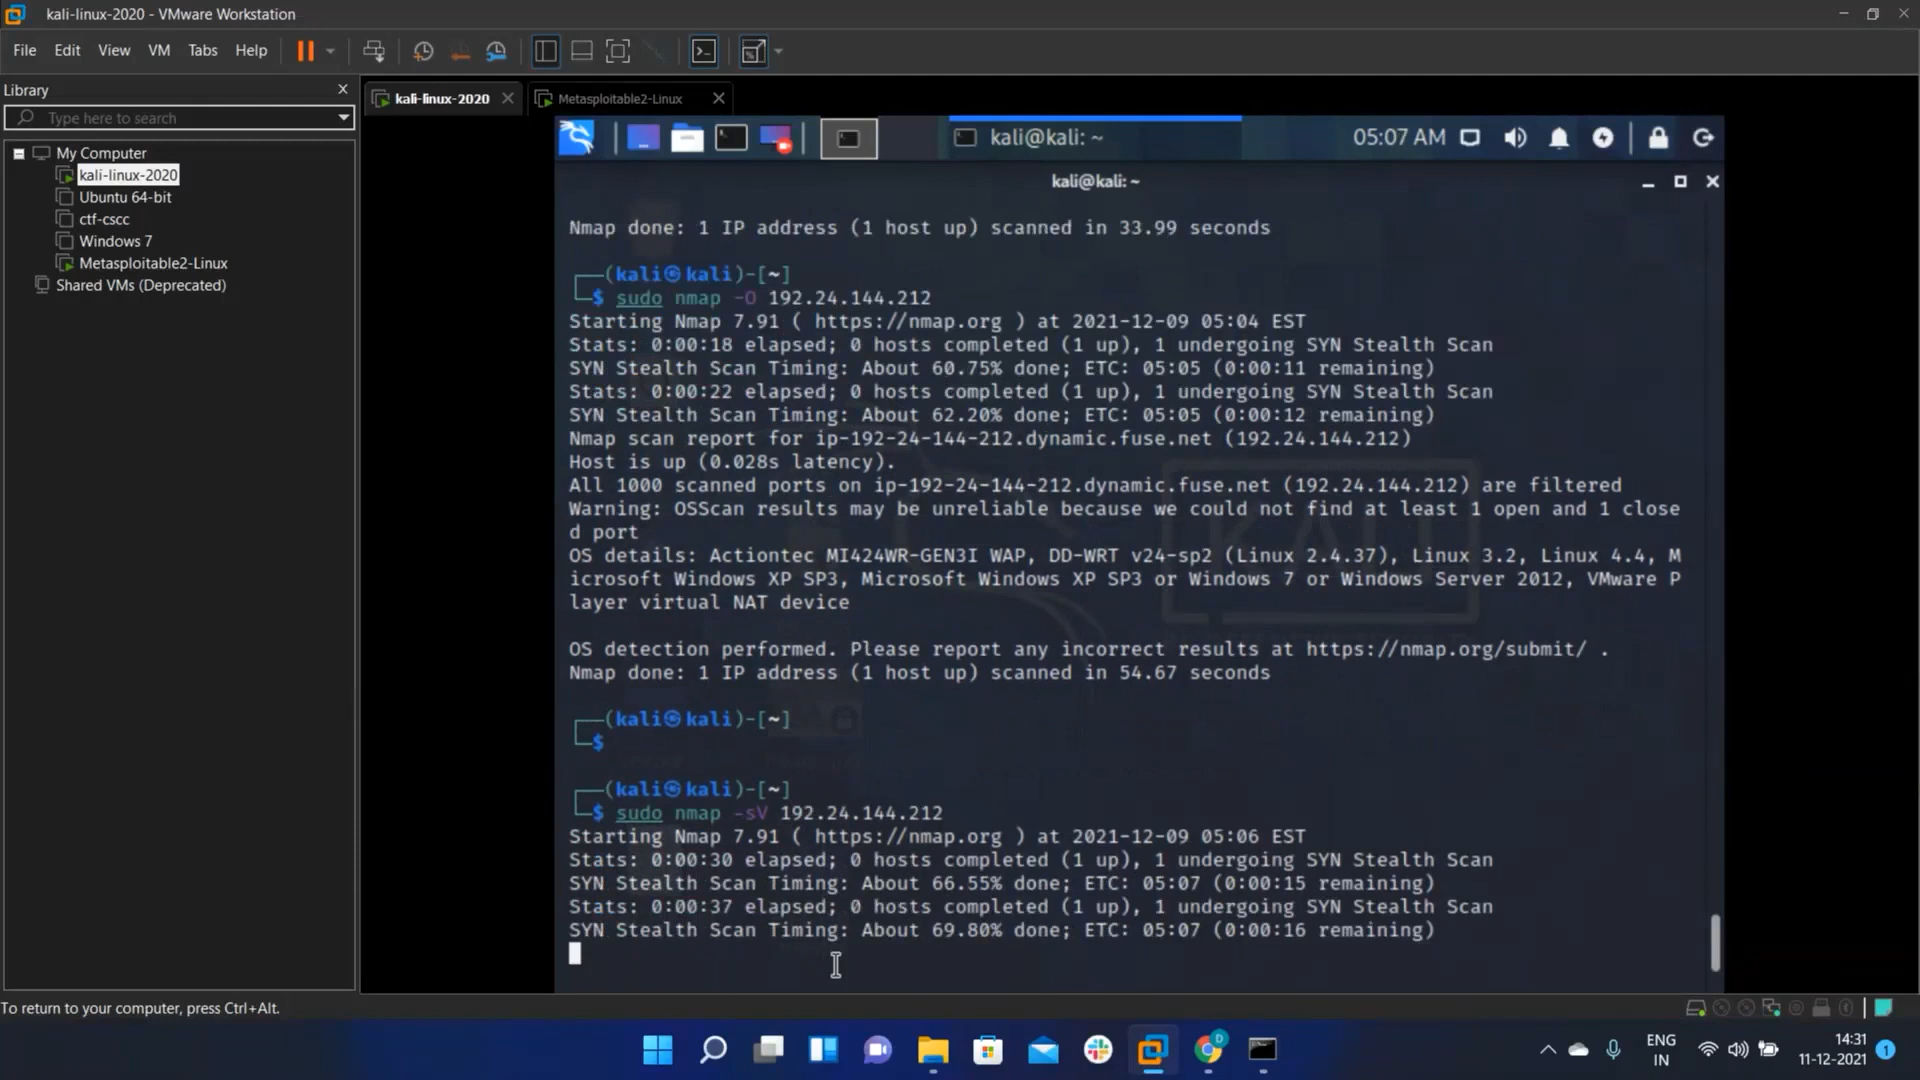 kali-linux-2020 - VMware Workstation
File Edit View VM Tabs Help
Library
Type here to search
My Computer
kali-linux-2020
Ubuntu 64-bit
ctf-cscc
Windows 7
Metasploitable2-Linux
Shared VMs (Deprecated)
kali-linux-2020
Metasploitable2-Linux
kali@kali: ~
05:07 AM
kali@kali: ~
Nmap done: 1 IP address (1 host up) scanned in 33.99 seconds
(kali㉿kali)-[~]
$ sudo nmap -O 192.24.144.212
Starting Nmap 7.91 ( https://nmap.org ) at 2021-12-09 05:04 EST
Stats: 0:00:18 elapsed; 0 hosts completed (1 up), 1 undergoing SYN Stealth Scan
SYN Stealth Scan Timing: About 60.75% done; ETC: 05:05 (0:00:11 remaining)
Stats: 0:00:22 elapsed; 0 hosts completed (1 up), 1 undergoing SYN Stealth Scan
SYN Stealth Scan Timing: About 62.20% done; ETC: 05:05 (0:00:12 remaining)
Nmap scan report for ip-192-24-144-212.dynamic.fuse.net (192.24.144.212)
Host is up (0.028s latency).
All 1000 scanned ports on ip-192-24-144-212.dynamic.fuse.net (192.24.144.212) are filtered
Warning: OSScan results may be unreliable because we could not find at least 1 open and 1 close
d port
OS details: Actiontec MI424WR-GEN3I WAP, DD-WRT v24-sp2 (Linux 2.4.37), Linux 3.2, Linux 4.4, M
icrosoft Windows XP SP3, Microsoft Windows XP SP3 or Windows 7 or Windows Server 2012, VMware P
layer virtual NAT device
OS detection performed. Please report any incorrect results at https://nmap.org/submit/ .
Nmap done: 1 IP address (1 host up) scanned in 54.67 seconds
(kali㉿kali)-[~]
$
(kali㉿kali)-[~]
$ sudo nmap -sV 192.24.144.212
Starting Nmap 7.91 ( https://nmap.org ) at 2021-12-09 05:06 EST
Stats: 0:00:30 elapsed; 0 hosts completed (1 up), 1 undergoing SYN Stealth Scan
SYN Stealth Scan Timing: About 66.55% done; ETC: 05:07 (0:00:15 remaining)
Stats: 0:00:37 elapsed; 0 hosts completed (1 up), 1 undergoing SYN Stealth Scan
SYN Stealth Scan Timing: About 69.80% done; ETC: 05:07 (0:00:16 remaining)
KALI
To return to your computer, press Ctrl+Alt.
ENG
IN
14:31
11-12-2021
1